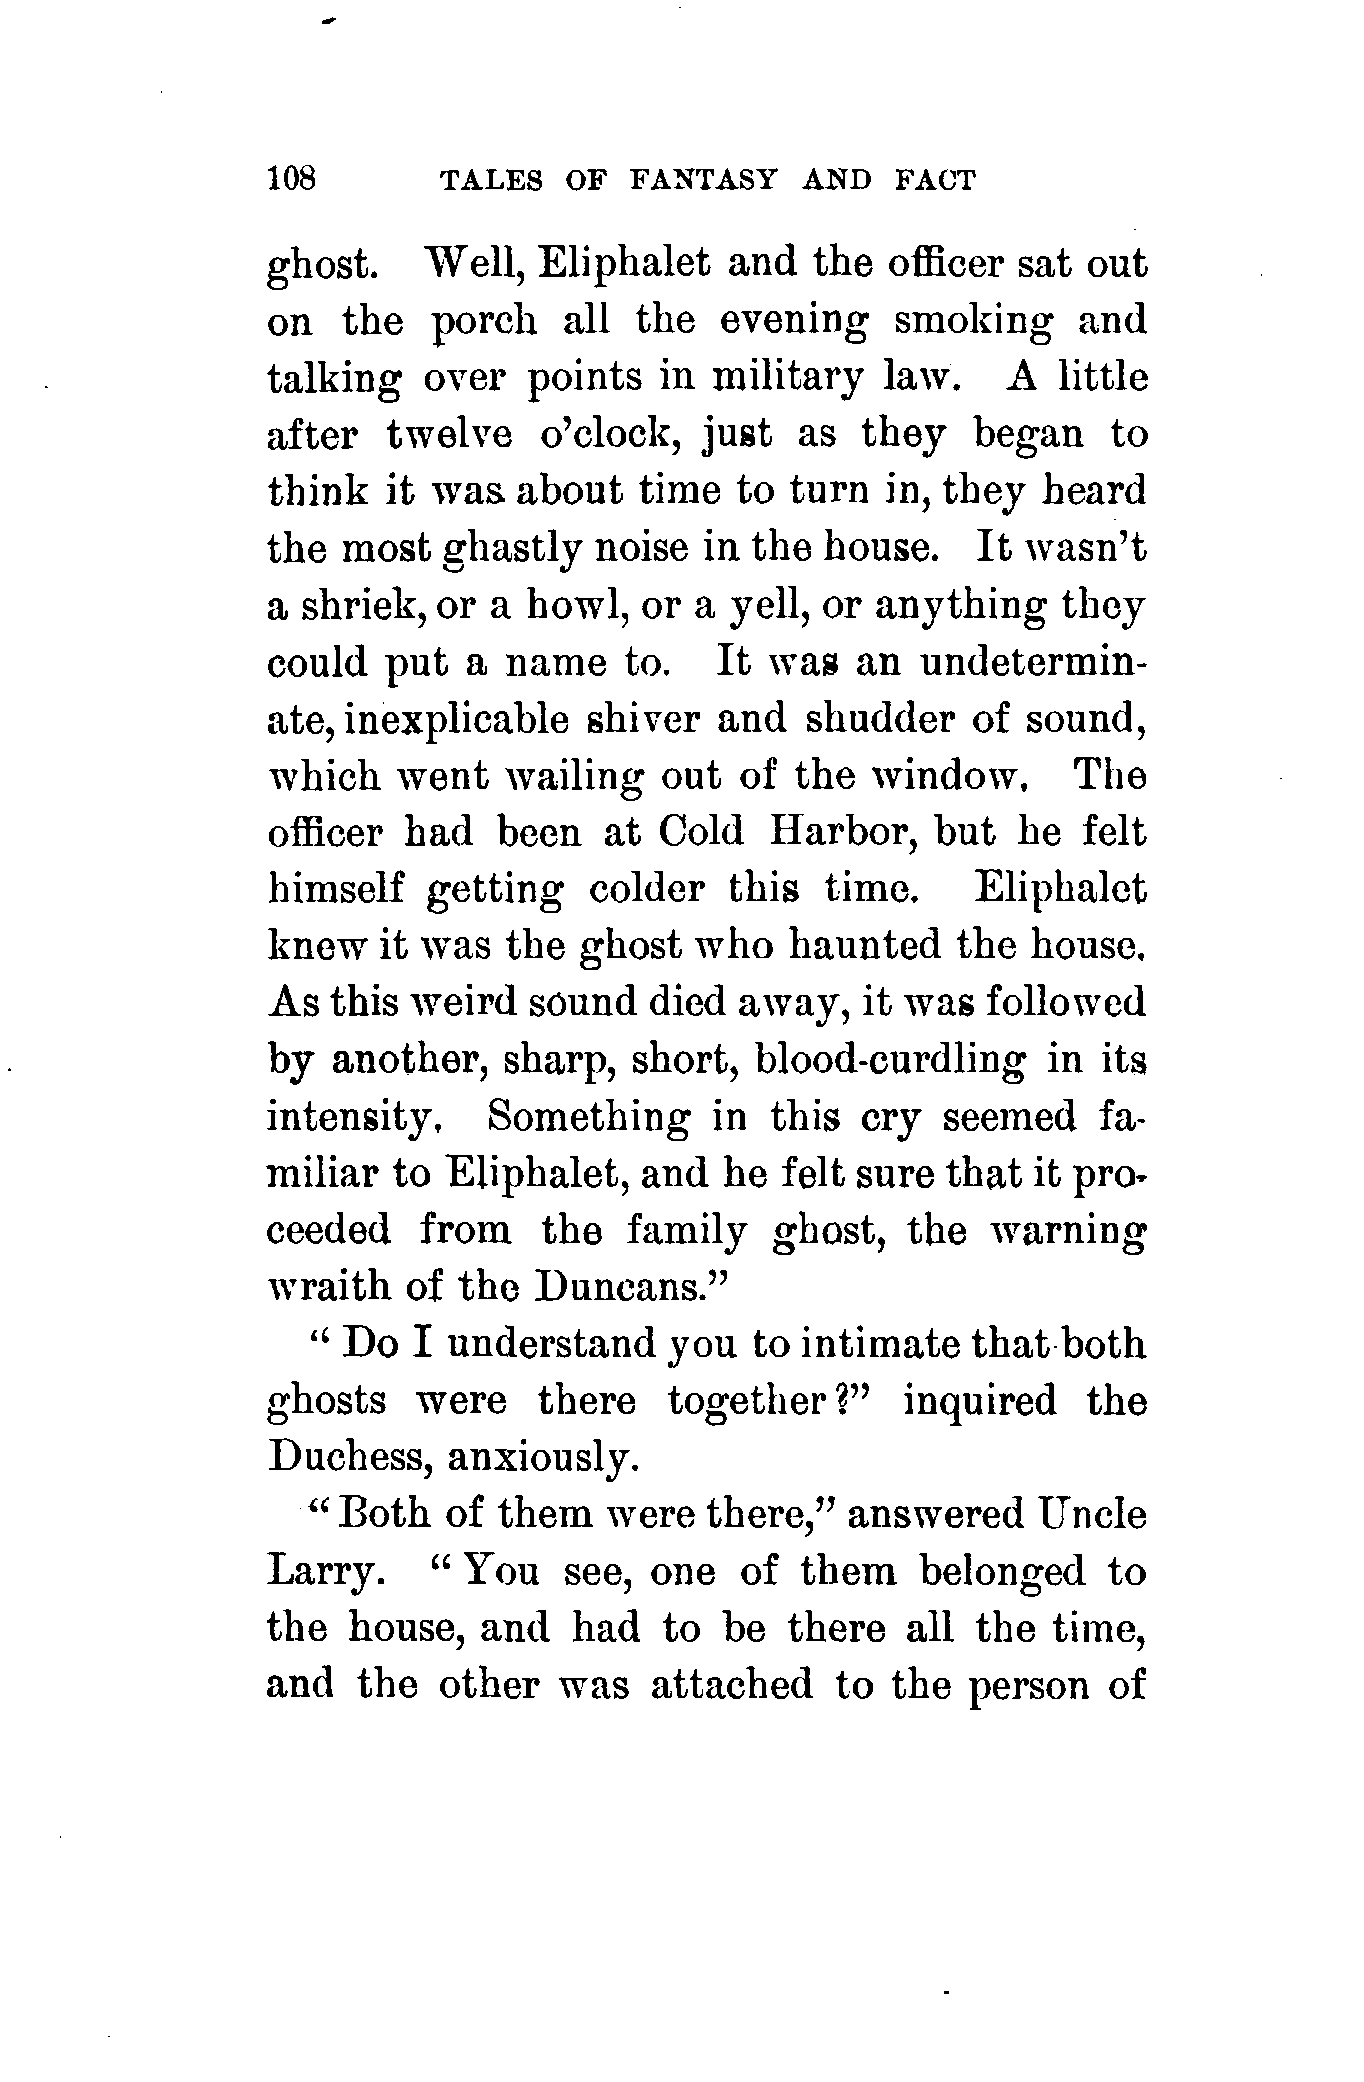 108 TALES OF FANTASY AND FACT
ghost. Well, Eliphalet and the officer sat out
on the porch all the evening smoking and
talking over points in military law. A little
after twelve o'clock, just as they began to
think it was about time to turn in, they heard
the most ghastly noise in the house. It wasn't
a shriek, or a howl, or a yell, or anything they
could put a name to. It was an undetermin-
ate, inexplicable shiver and shudder of sound,
which went wailing out of the window. The
officer had been at Cold Harbor, but he felt
himself getting colder this time. Eliphalet
knew it was the ghost who haunted the house.
As this weird sound died away, it was followed
by another, sharp, short, blood-curdling in its
intensity. Something in this cry seemed fa-
miliar to Eliphalet, and he felt sure that it pro-
ceeded from the family ghost, the warning
wraith of the Duncans."
" Do I understand you to intimate that both
ghosts were there together?" inquired the
Duchess, anxiously.
" Both of them were there," answered Uncle
Larry. " You see, one of them belonged to
the house, and had to be there all the time,
and the other was attached to the person of